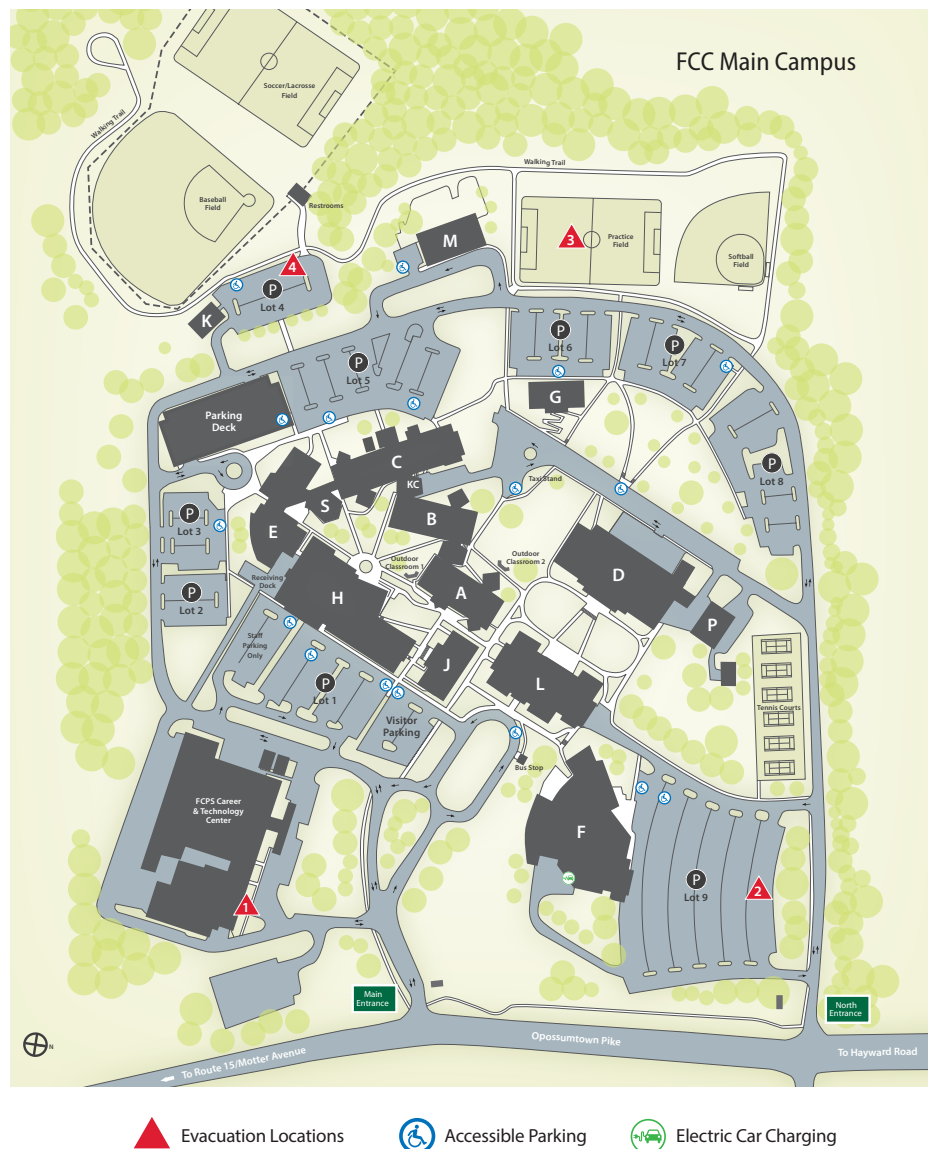 FCC Main Campus
Soccer/Lacrosse
Field
Walking Trail
Walking Trail
Baseball
Field
Restrooms
M
3
Practice
Field
Softball
Field
4
P
Lot 4
K
P
Lot 5
P
Lot 6
P
Lot 7
G
Parking
Deck
P
Lot 8
C
KC
Taxi Stand
S
B
E
P
Lot 3
Outdoor
Classroom 1
Outdoor
Classroom 2
D
Receiving
Dock
P
Lot 2
H
A
P
Staff
Parking
Only
J
L
P
Lot 1
Visitor
Parking
Tennis Courts
Bus Stop
FCPS Career
& Technology
Center
F
P
Lot 9
2
1
Main
Entrance
North
Entrance
N
Opossumtown Pike
To Route 15/Motter Avenue
To Hayward Road
Evacuation Locations
Accessible Parking
Electric Car Charging